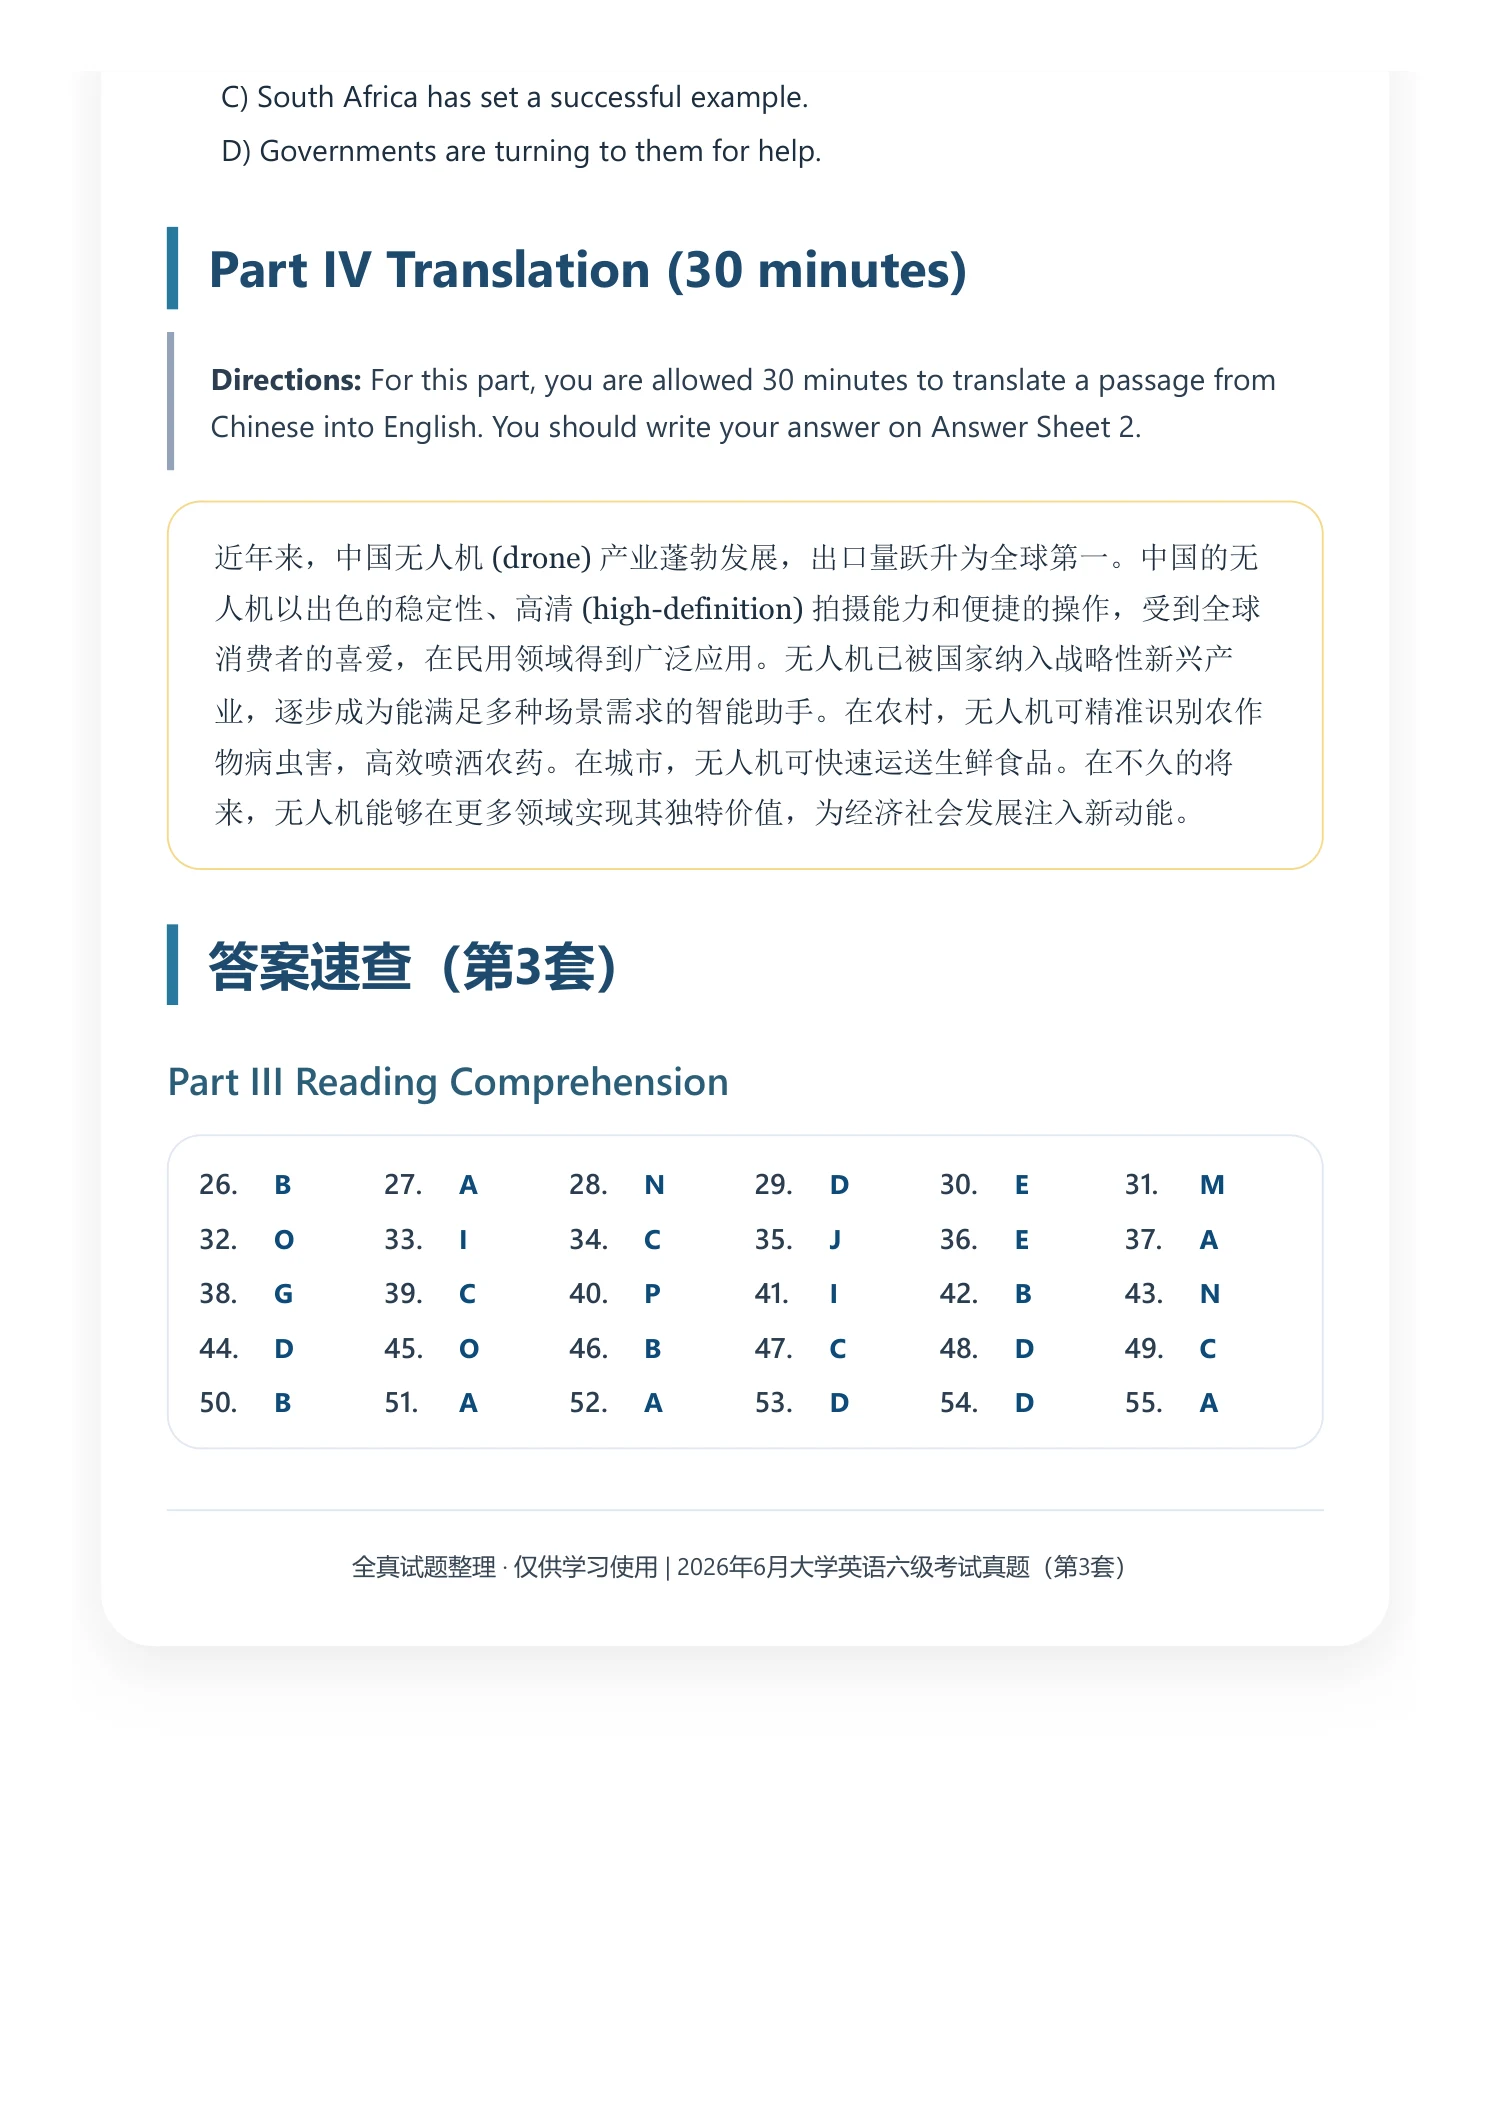 C) South Africa has set a successful example.
D) Governments are turning to them for help.
Part IV Translation (30 minutes)
Directions: For this part, you are allowed 30 minutes to translate a passage from
Chinese into English. You should write your answer on Answer Sheet 2.
近年来，中国无人机 (drone) 产业蓬勃发展，出口量跃升为全球第一。中国的无
人机以出色的稳定性、高清 (high-definition) 拍摄能力和便捷的操作，受到全球
消费者的喜爱，在民用领域得到广泛应用。无人机已被国家纳入战略性新兴产
业，逐步成为能满足多种场景需求的智能助手。在农村，无人机可精准识别农作
物病虫害，高效喷洒农药。在城市，无人机可快速运送生鲜食品。在不久的将
来，无人机能够在更多领域实现其独特价值，为经济社会发展注入新动能。
答案速查（第3套）
Part III Reading Comprehension
26. B 27. A 28. N 29. D 30. E 31. M
32. O 33. I 34. C 35. J 36. E 37. A
38. G 39. C 40. P 41. I 42. B 43. N
44. D 45. O 46. B 47. C 48. D 49. C
50. B 51. A 52. A 53. D 54. D 55. A
全真试题整理 · 仅供学习使用 | 2026年6月大学英语六级考试真题（第3套）